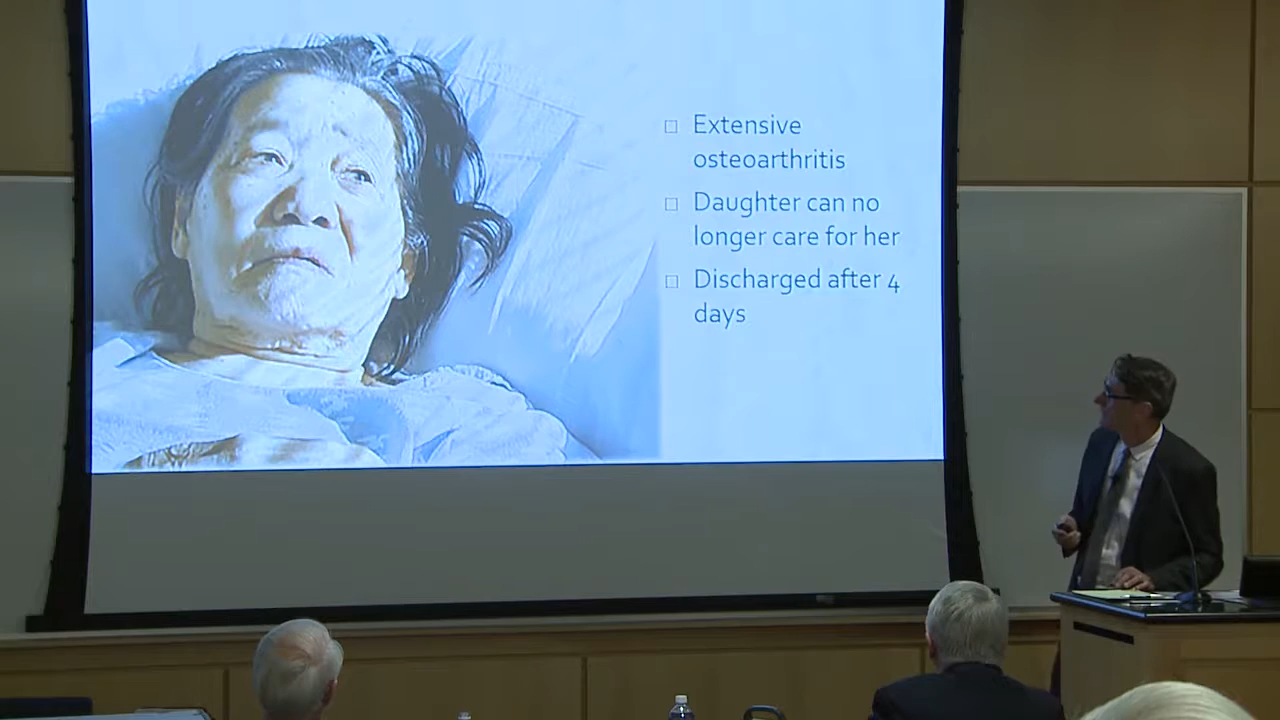 Extensive
osteoarthritis
Daughter can no
longer care for her
Discharged after 4
days